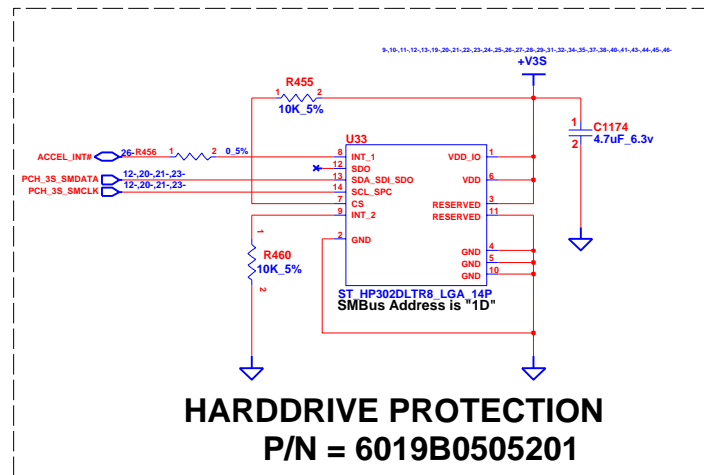 9-,10-,11-,12-,13-,19-,20-,21-,22-,23-,24-,25-,26-,27-,28-,29-,31-,32-,34-,35-,37-,38-,40-,41-,43-,44-,45-,46-
+V3S
R455
1 2
10K_5%
C1174
1
2
4.7uF_6.3v
U33
ACCEL_INT# 26- R456 1 2 0_5% 8 INT_1 VDD_IO 1
12 SDO
PCH_3S_SMDATA 12-,20-,21-,23- 13 SDA_SDI_SDO VDD 6
PCH_3S_SMCLK 12-,20-,21-,23- 14 SCL_SPC
7 CS RESERVED 3
9 INT_2 RESERVED 11
2 GND
GND 4
GND 5
GND 10
1
R460
10K_5%
2
ST_HP302DLTR8_LGA_14P
SMBus Address is "1D"
HARDDRIVE PROTECTION
P/N = 6019B0505201